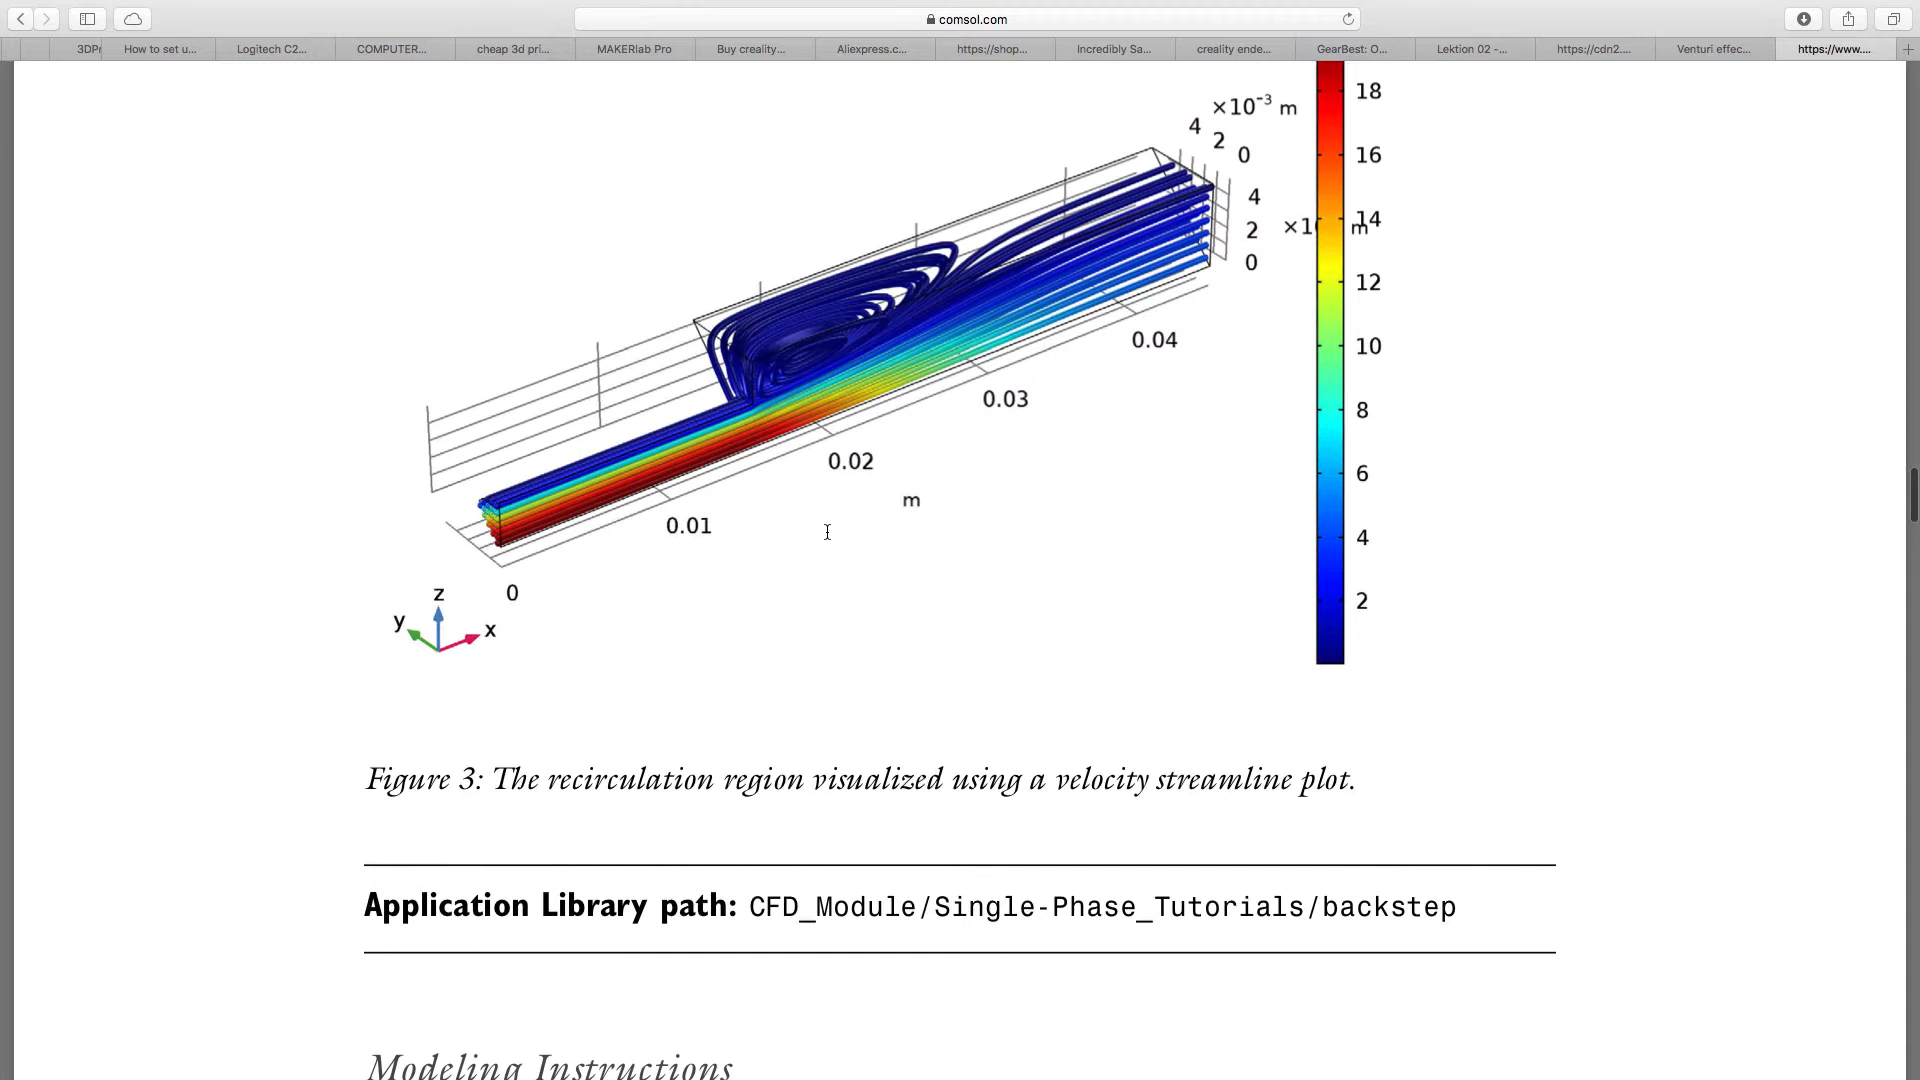 comsol.com
3DPr
How to set u...
Logitech C2...
COMPUTER...
cheap 3d pri...
MAKERlab Pro
Buy creality...
Aliexpress.c...
https://shop...
Incredibly Sa...
creality ende...
GearBest: O...
Lektion 02 -...
https://cdn2....
Venturi effec...
https://www....
×10⁻³ m
4
2
0
4
2
0
×10
m
18
16
14
12
10
8
6
4
2
0.04
0.03
0.02
m
0.01
0
z
y
x
Figure 3: The recirculation region visualized using a velocity streamline plot.
Application Library path: CFD_Module/Single-Phase_Tutorials/backstep
Modeling Instructions